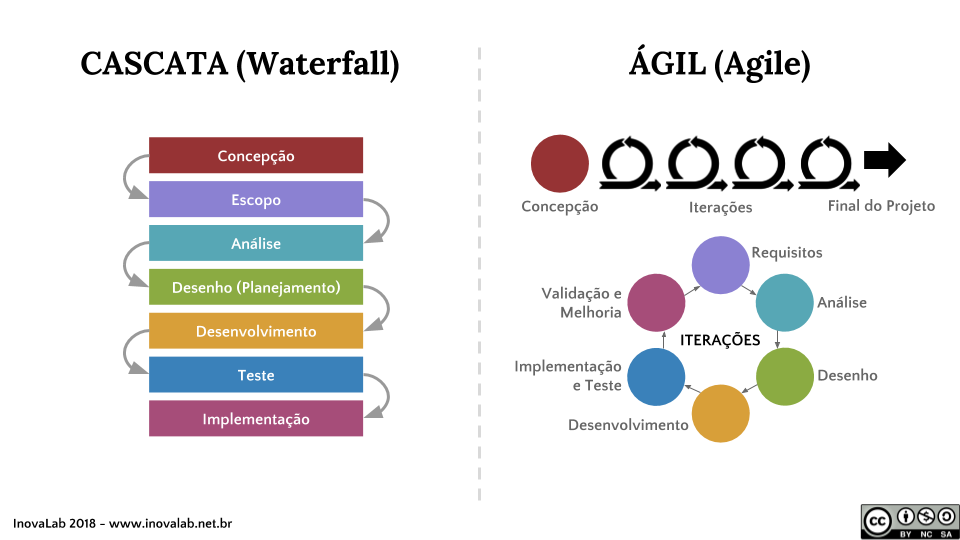 CASCATA (Waterfall)
Concepção
Escopo
Análise
Desenho (Planejamento)
Desenvolvimento
Teste
Implementação
ÁGIL (Agile)
Concepção
Iterações
Final do Projeto
Requisitos
Análise
Desenho
Desenvolvimento
Implementação
e Teste
Validação e
Melhoria
ITERAÇÕES
InovaLab 2018 - www.inovalab.net.br
cc
BY NC SA